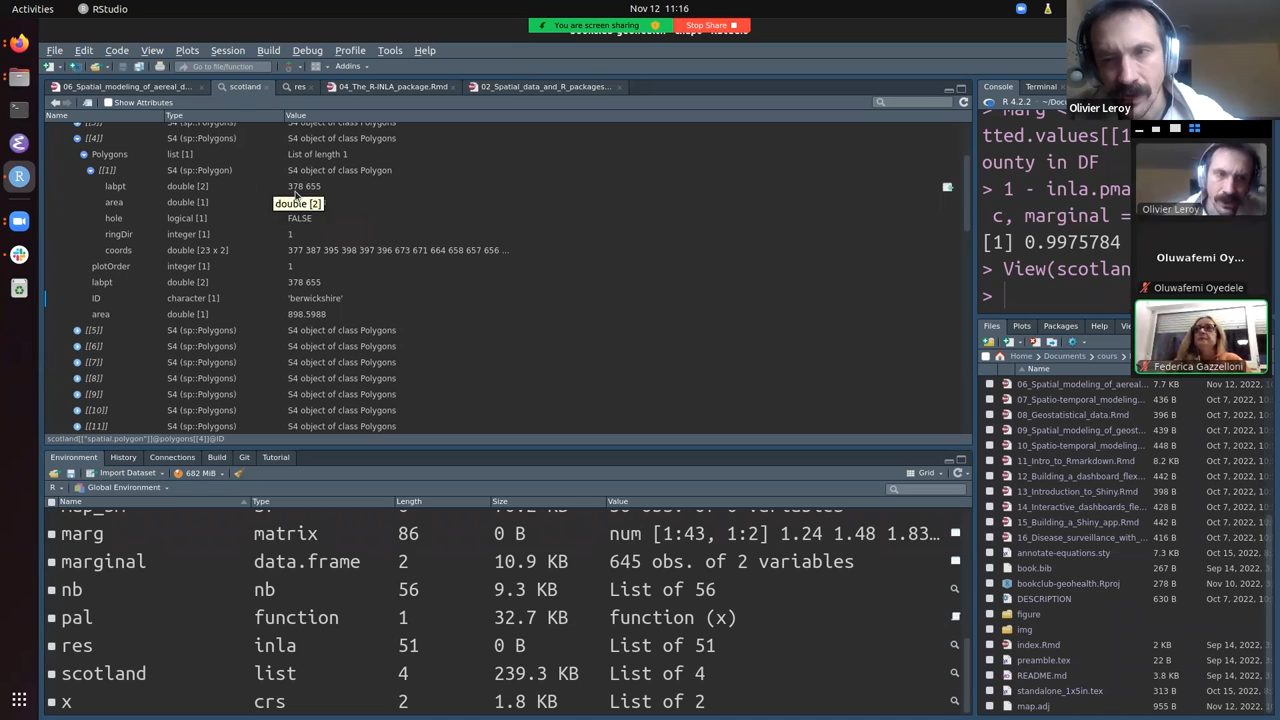 Activities
RStudio
Nov 12 11:16
You are screen sharing
Stop Share
File Edit Code View Plots Session Build Debug Profile Tools Help
Go to file/function
Addins
06_Spatial_modeling_of_aereal_d...
scotland
res
04_The_R-INLA_package.Rmd
02_Spatial_data_and_R_packages...
Show Attributes
Name Type Value
[[4]] S4 (sp::Polygons) S4 object of class Polygons
Polygons list [1] List of length 1
[[1]] S4 (sp::Polygon) S4 object of class Polygon
labpt double [2] 378 655
area double [1]
double [2]
hole logical [1] FALSE
ringDir integer [1] 1
coords double [23 x 2] 377 387 395 398 397 396 673 671 664 658 657 656 ...
plotOrder integer [1] 1
labpt double [2] 378 655
ID character [1] 'berwickshire'
area double [1] 898.5988
[[5]] S4 (sp::Polygons) S4 object of class Polygons
[[6]] S4 (sp::Polygons) S4 object of class Polygons
[[7]] S4 (sp::Polygons) S4 object of class Polygons
[[8]] S4 (sp::Polygons) S4 object of class Polygons
[[9]] S4 (sp::Polygons) S4 object of class Polygons
[[10]] S4 (sp::Polygons) S4 object of class Polygons
[[11]] S4 (sp::Polygons) S4 object of class Polygons
scotland[["spatial.polygon"]]@polygons[[4]]@ID
Environment History Connections Build Git Tutorial
Import Dataset 682 MiB Grid
R Global Environment
Name Type Length Size Value
marg matrix 86 0 B num [1:43, 1:2] 1.24 1.48 1.83...
marginal data.frame 2 10.9 KB 645 obs. of 2 variables
nb nb 56 9.3 KB List of 56
pal function 1 32.7 KB function (x)
res inla 51 0 B List of 51
scotland list 4 239.3 KB List of 4
x crs 2 1.8 KB List of 2
Console Terminal
R 4.2.2 · ~/Doc
tted.values[[1
ounty in DF
> 1 - inla.pma
c, marginal =
[1] 0.9975784
> View(scotlan
>
Olivier Leroy
Olivier Leroy
Oluwafemi Oy...
Oluwafemi Oyedele
Federica Gazzelloni
Files Plots Packages Help
Home Documents cours
Name
06_Spatial_modeling_of_aereal... 7.7 KB Nov 12, 2022,
07_Spatio-temporal_modeling... 436 B Oct 7, 2022,
08_Geostatistical_data.Rmd 396 B Oct 7, 2022,
09_Spatial_modeling_of_geost... 439 B Oct 7, 2022,
10_Spatio-temporal_modeling... 448 B Oct 7, 2022,
11_Intro_to_Rmarkdown.Rmd 8.2 KB Oct 7, 2022,
12_Building_a_dashboard_flex... 442 B Oct 7, 2022,
13_Introduction_to_Shiny.Rmd 398 B Oct 7, 2022,
14_Interactive_dashboards_fle... 442 B Oct 7, 2022,
15_Building_a_Shiny_app.Rmd 442 B Oct 7, 2022,
16_Disease_surveillance_with_... 416 B Oct 7, 2022,
annotate-equations.sty 7.3 KB Oct 15, 2022,
book.bib 267 B Sep 14, 2022,
bookclub-geohealth.Rproj 278 B Nov 10, 2022,
DESCRIPTION 630 B Oct 7, 2022,
figure
img
index.Rmd 2 KB Sep 14, 2022,
preamble.tex 22 B Sep 14, 2022,
README.md 3.8 KB Sep 14, 2022,
standalone_1x5in.tex 313 B Oct 15, 2022,
map.adj 955 B Nov 12, 2022,